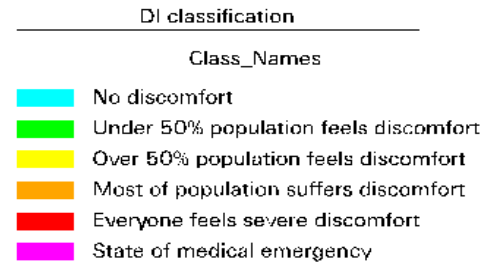 DI classification
Class_Names
No discomfort
Under 50% population feels discomfort
Over 50% population feels discomfort
Most of population suffers discomfort
Everyone feels severe discomfort
State of medical emergency